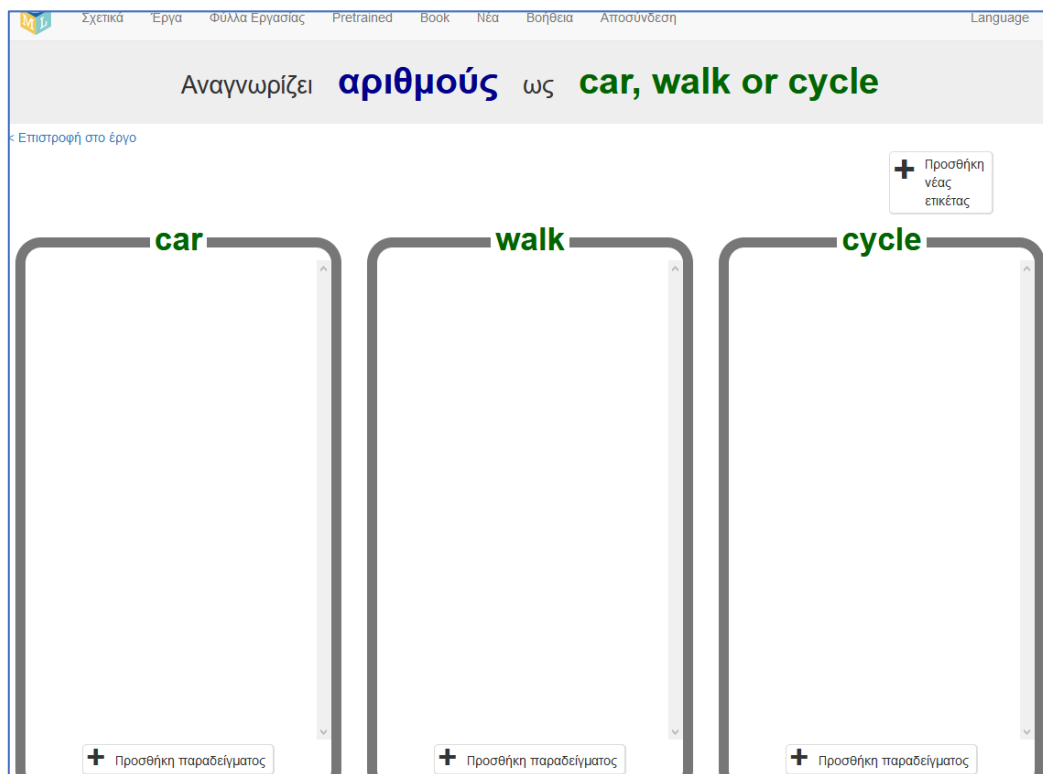 ML Σχετικά Έργα Φύλλα Εργασίας Pretrained Book Νέα Βοήθεια Αποσύνδεση Language
Αναγνωρίζει αριθμούς ως car, walk or cycle
< Επιστροφή στο έργο
Προσθήκη
νέας
ετικέτας
car walk cycle
Προσθήκη παραδείγματος Προσθήκη παραδείγματος Προσθήκη παραδείγματος